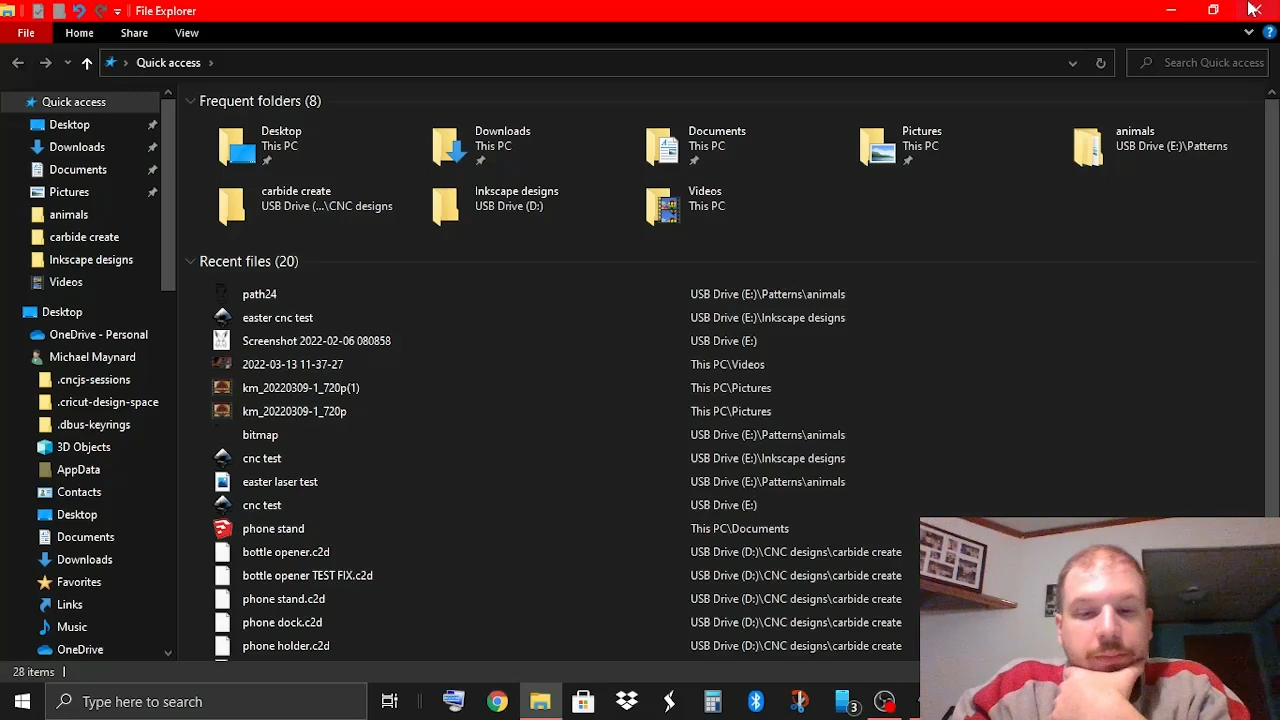 File Explorer
File Home Share View
Quick access
Search Quick access
Quick access
Desktop
Downloads
Documents
Pictures
animals
carbide create
Inkscape designs
Videos
Desktop
OneDrive - Personal
Michael Maynard
.cncjs-sessions
.cricut-design-space
.dbus-keyrings
3D Objects
AppData
Contacts
Desktop
Documents
Downloads
Favorites
Links
Music
OneDrive
Frequent folders (8)
Desktop
This PC
Downloads
This PC
Documents
This PC
Pictures
This PC
animals
USB Drive (E:)\Patterns
carbide create
USB Drive (...\CNC designs
Inkscape designs
USB Drive (D:)
Videos
This PC
Recent files (20)
path24 USB Drive (E:)\Patterns\animals
easter cnc test USB Drive (E:)\Inkscape designs
Screenshot 2022-02-06 080858 USB Drive (E:)
2022-03-13 11-37-27 This PC\Videos
km_20220309-1_720p(1) This PC\Pictures
km_20220309-1_720p This PC\Pictures
bitmap USB Drive (E:)\Patterns\animals
cnc test USB Drive (E:)\Inkscape designs
easter laser test USB Drive (E:)\Patterns\animals
cnc test USB Drive (E:)
phone stand This PC\Documents
bottle opener.c2d USB Drive (D:)\CNC designs\carbide create
bottle opener TEST FIX.c2d USB Drive (D:)\CNC designs\carbide create
phone stand.c2d USB Drive (D:)\CNC designs\carbide create
phone dock.c2d USB Drive (D:)\CNC designs\carbide create
phone holder.c2d USB Drive (D:)\CNC designs\carbide create
28 items
Type here to search
3